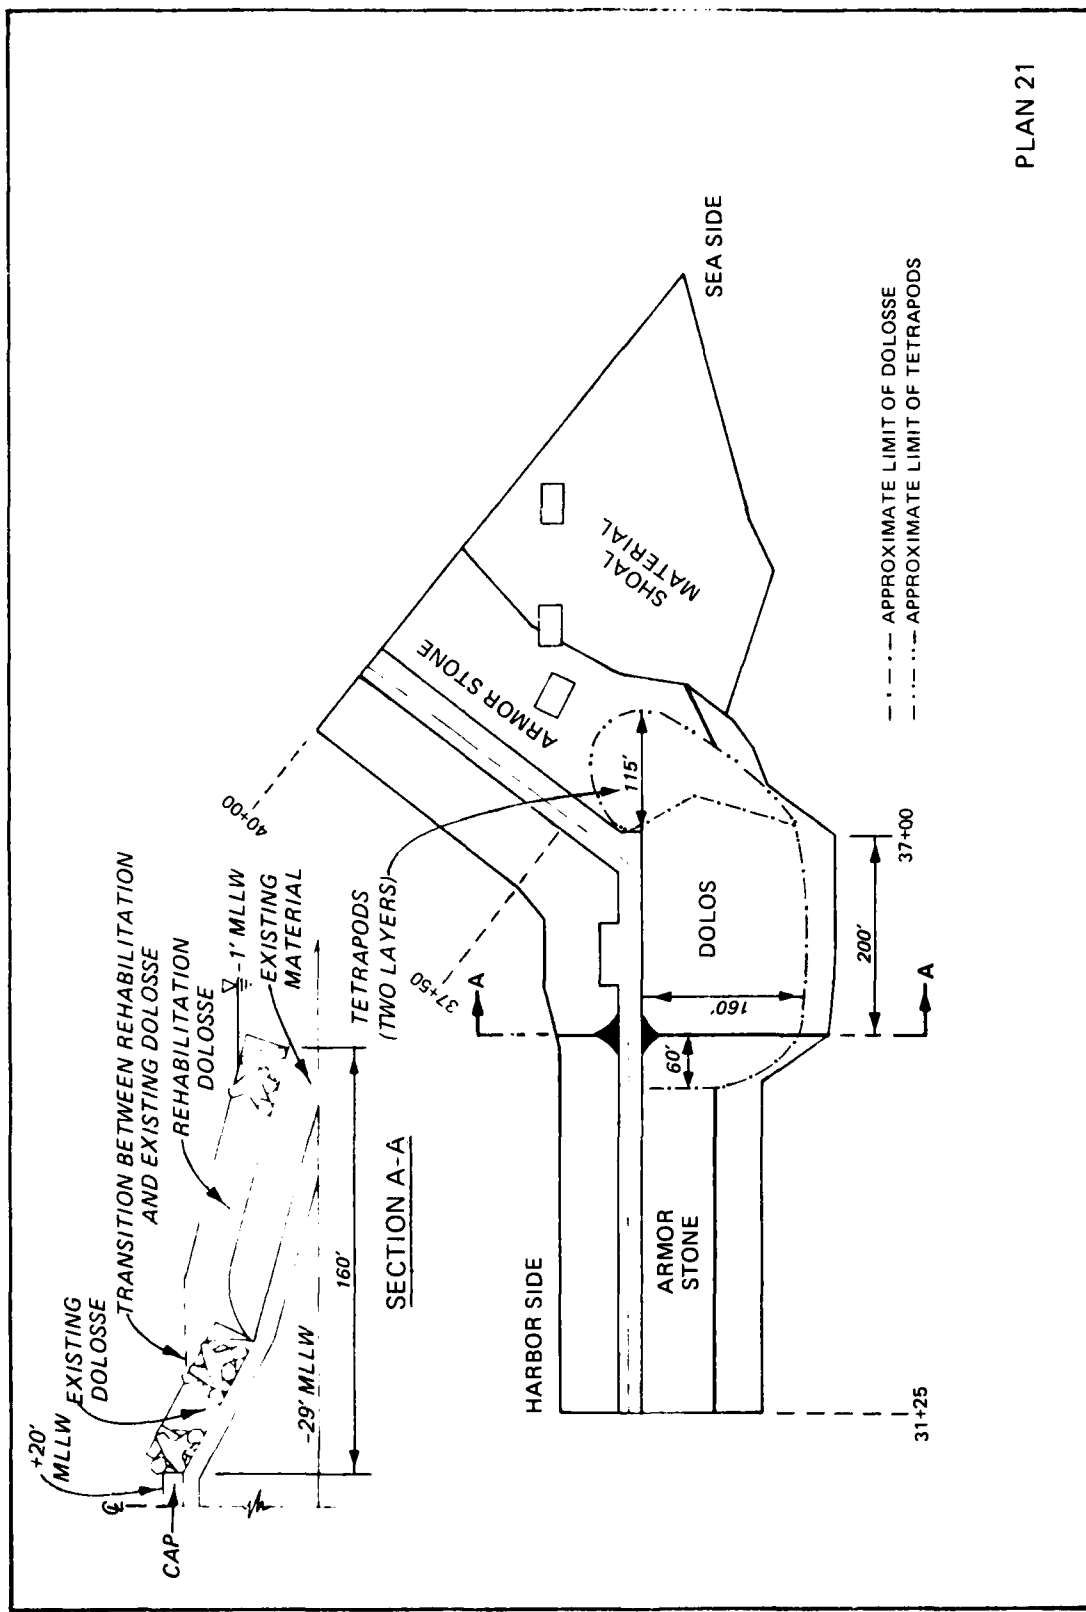 +20'
MLLW
EXISTING
DOLOSSE
TRANSITION BETWEEN REHABILITATION
AND EXISTING DOLOSSE
REHABILITATION
DOLOSSE
-1' MLLW
EXISTING
MATERIAL
CAP
-29' MLLW
160'
SECTION A-A
TETRAPODS
(TWO LAYERS)
40+00
37+50
HARBOR SIDE
ARMOR STONE
SHOAL
MATERIAL
SEA SIDE
A
115'
DOLOS
160'
60'
ARMOR
STONE
200'
A
37+00
31+25
APPROXIMATE LIMIT OF DOLOSSE
APPROXIMATE LIMIT OF TETRAPODS
PLAN 21